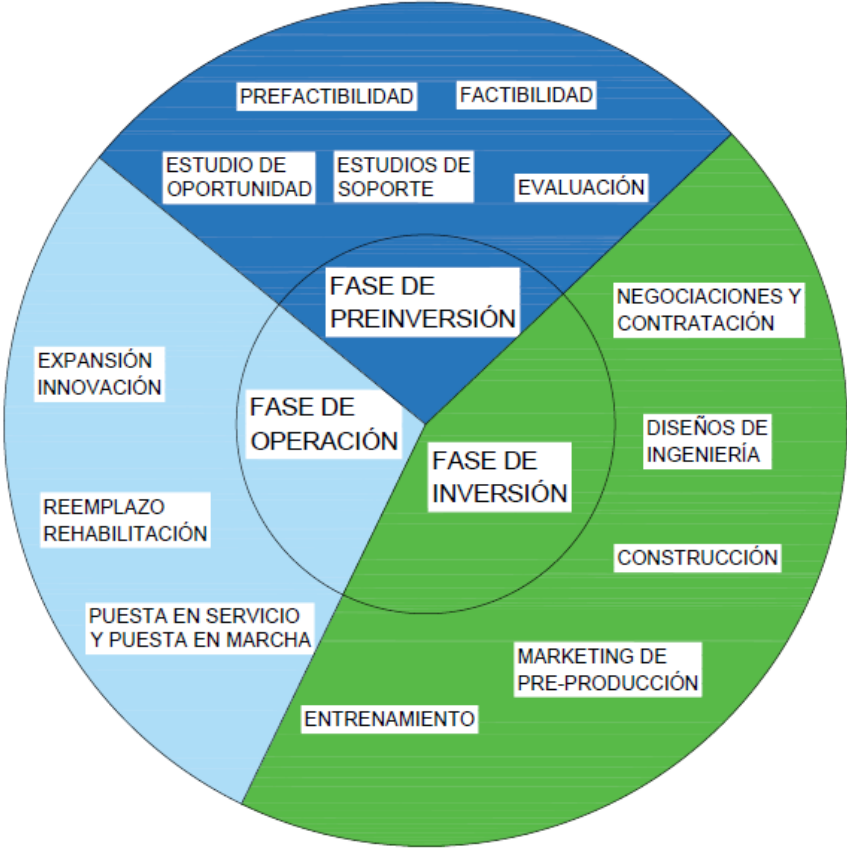 PREFACTIBILIDAD
FACTIBILIDAD
ESTUDIO DE
OPORTUNIDAD
ESTUDIOS DE
SOPORTE
EVALUACIÓN
FASE DE
PREINVERSIÓN
NEGOCIACIONES Y
CONTRATACIÓN
DISEÑOS DE
INGENIERÍA
CONSTRUCCIÓN
MARKETING DE
PRE-PRODUCCIÓN
ENTRENAMIENTO
FASE DE
INVERSIÓN
PUESTA EN SERVICIO
Y PUESTA EN MARCHA
REEMPLAZO
REHABILITACIÓN
EXPANSIÓN
INNOVACIÓN
FASE DE
OPERACIÓN